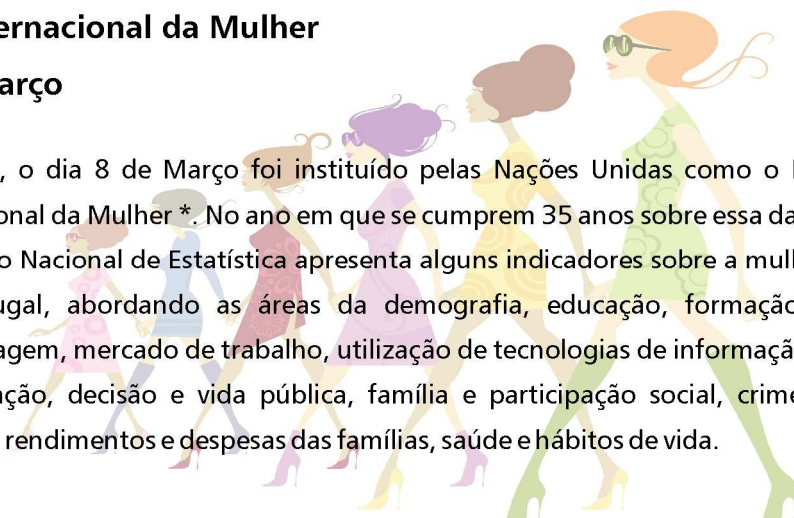 ernacional da Mulher
arço
, o dia 8 de Março foi instituído pelas Nações Unidas como o
onal da Mulher *. No ano em que se cumprem 35 anos sobre essa da
o Nacional de Estatística apresenta alguns indicadores sobre a mulh
ugal, abordando as áreas da demografia, educação, formação
agem, mercado de trabalho, utilização de tecnologias de informaçã
ação, decisão e vida pública, família e participação social, crime
rendimentos e despesas das famílias, saúde e hábitos de vida.